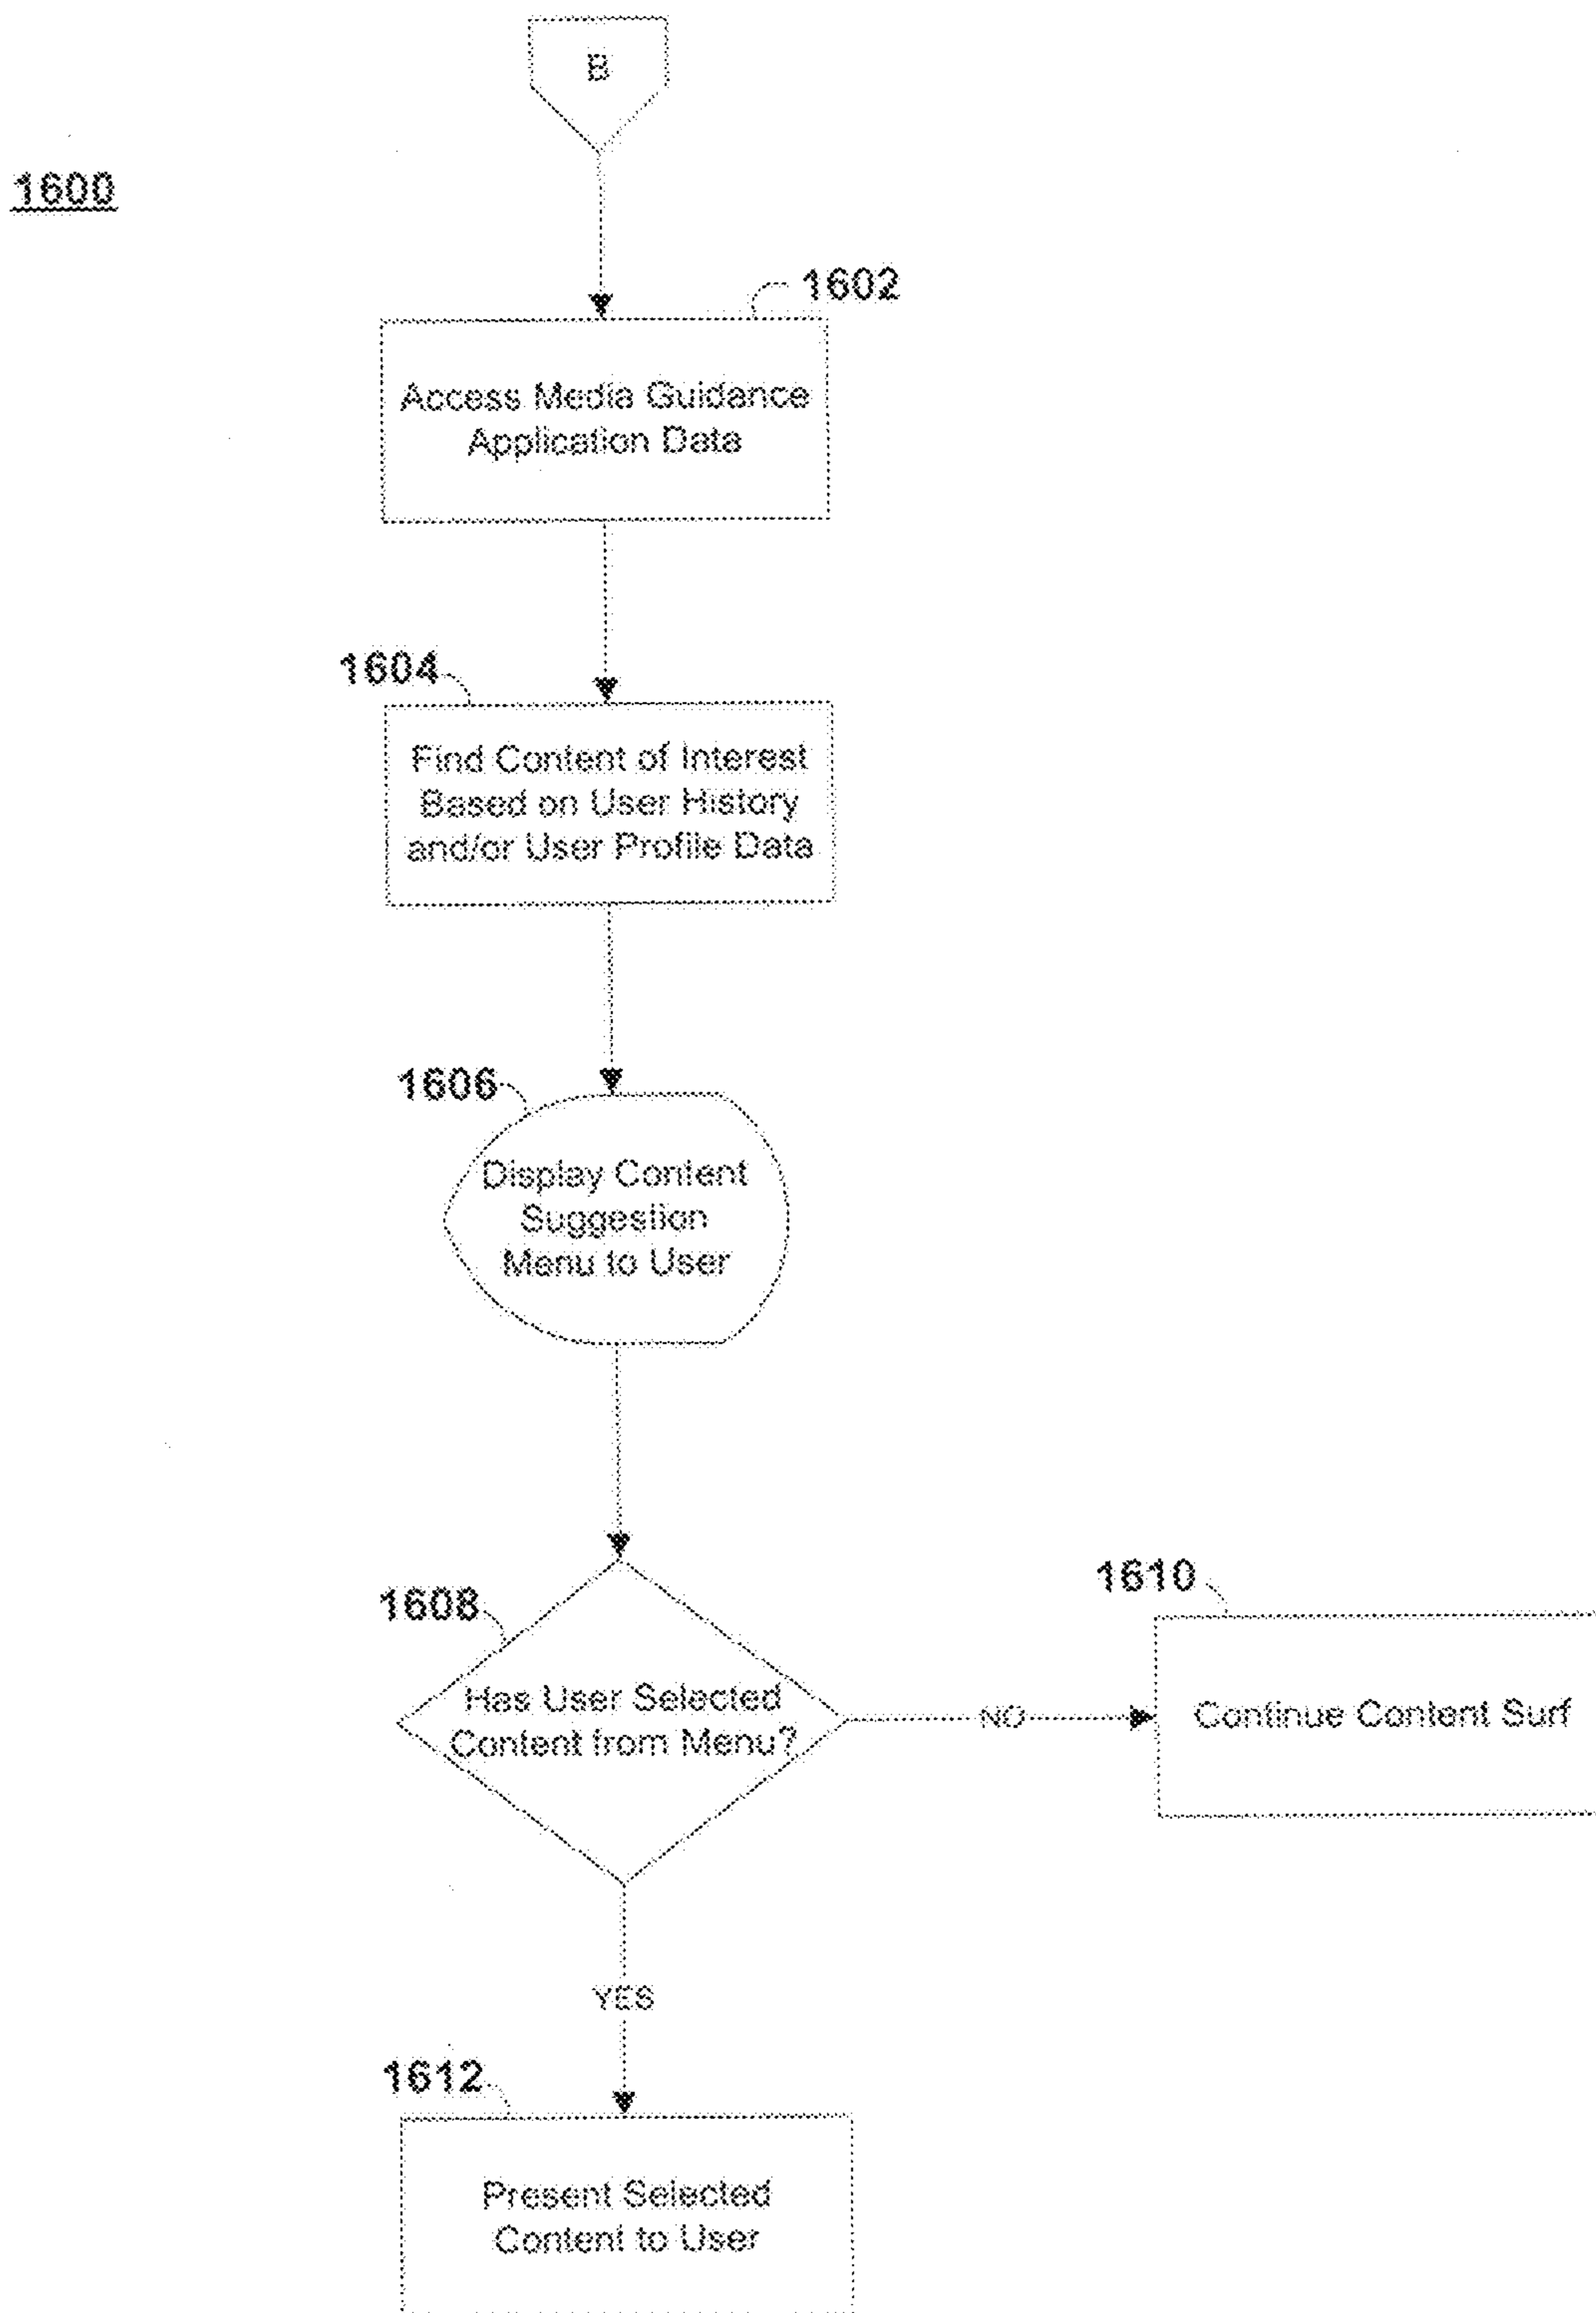 B
1600
1602
Access Media Guidance
Application Data
1604
Find Content of Interest
Based on User History
and/or User Profile Data
1606
Display Content
Suggestion
Menu to User
1608
Has User Selected
Content from Menu?
NO
1610
Continue Content Surf
YES
1612
Present Selected
Content to User